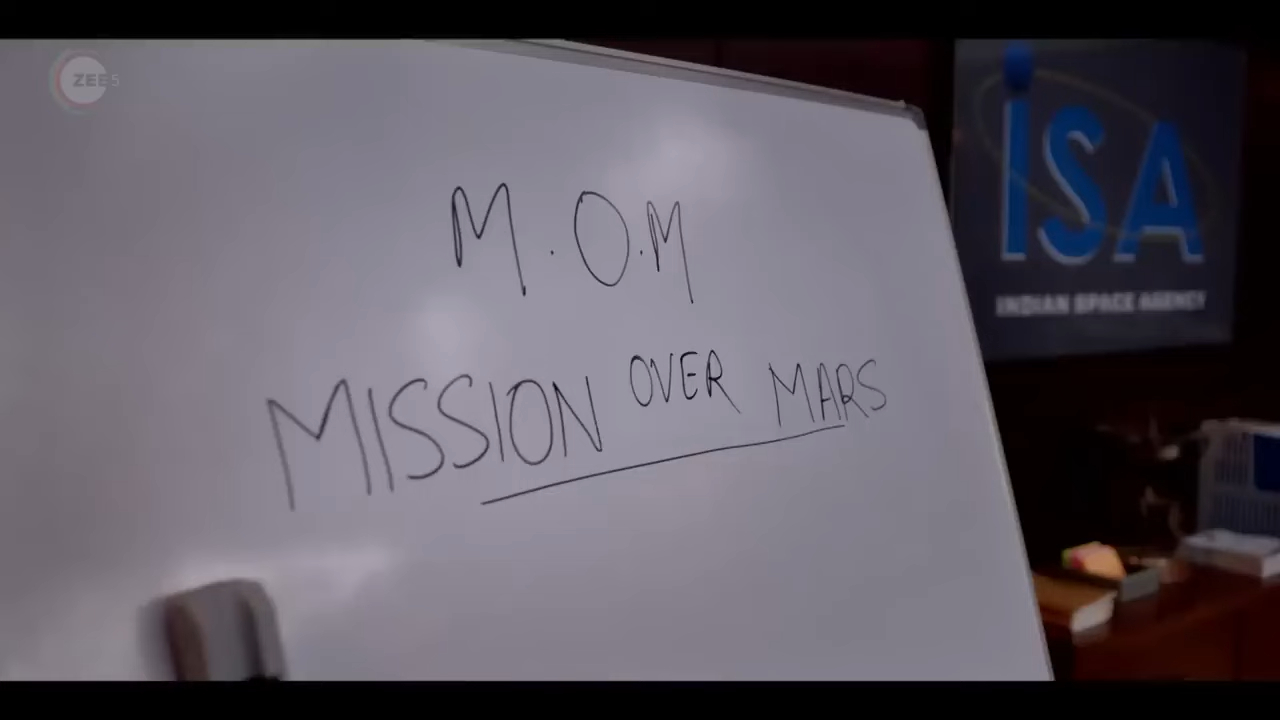 ZEE5
M.O.M
MISSION OVER MARS
iSA
INDIAN SPACE AGENCY